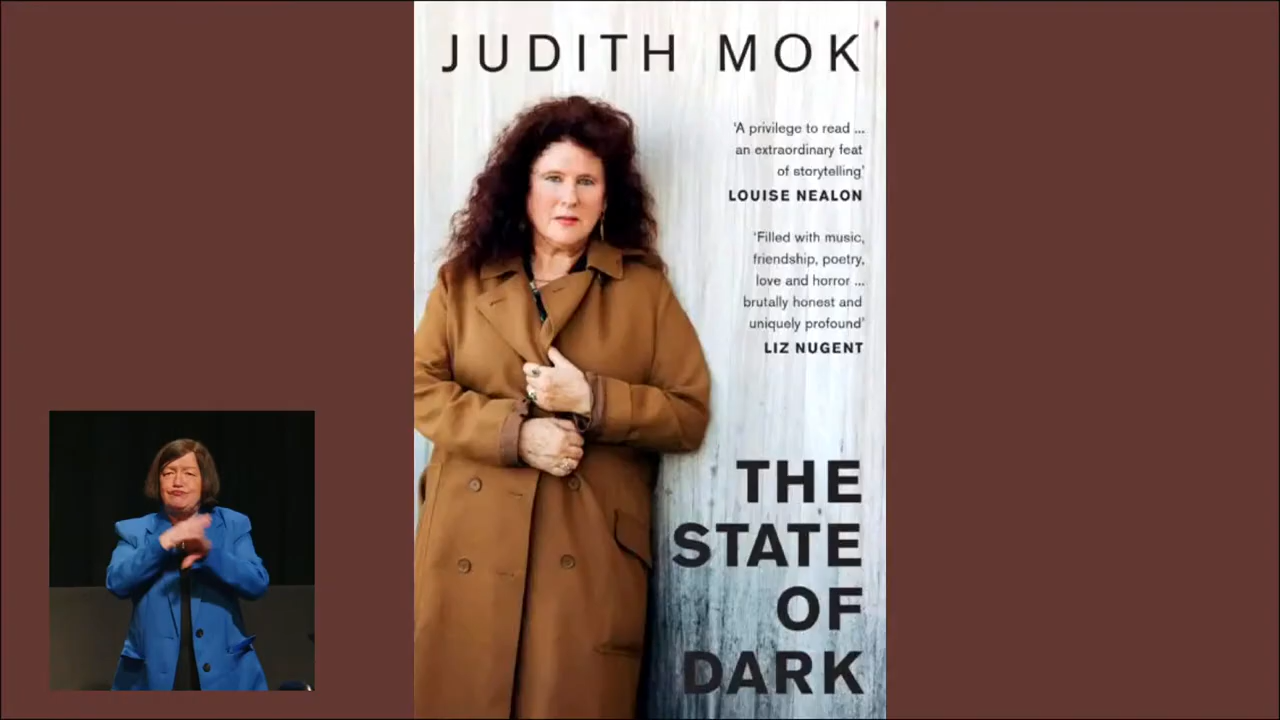 JUDITH MOK
'A privilege to read ...
an extraordinary feat
of storytelling'
LOUISE NEALON
'Filled with music,
friendship, poetry,
love and horror ...
brutally honest and
uniquely profound'
LIZ NUGENT
THE
STATE
OF
DARK